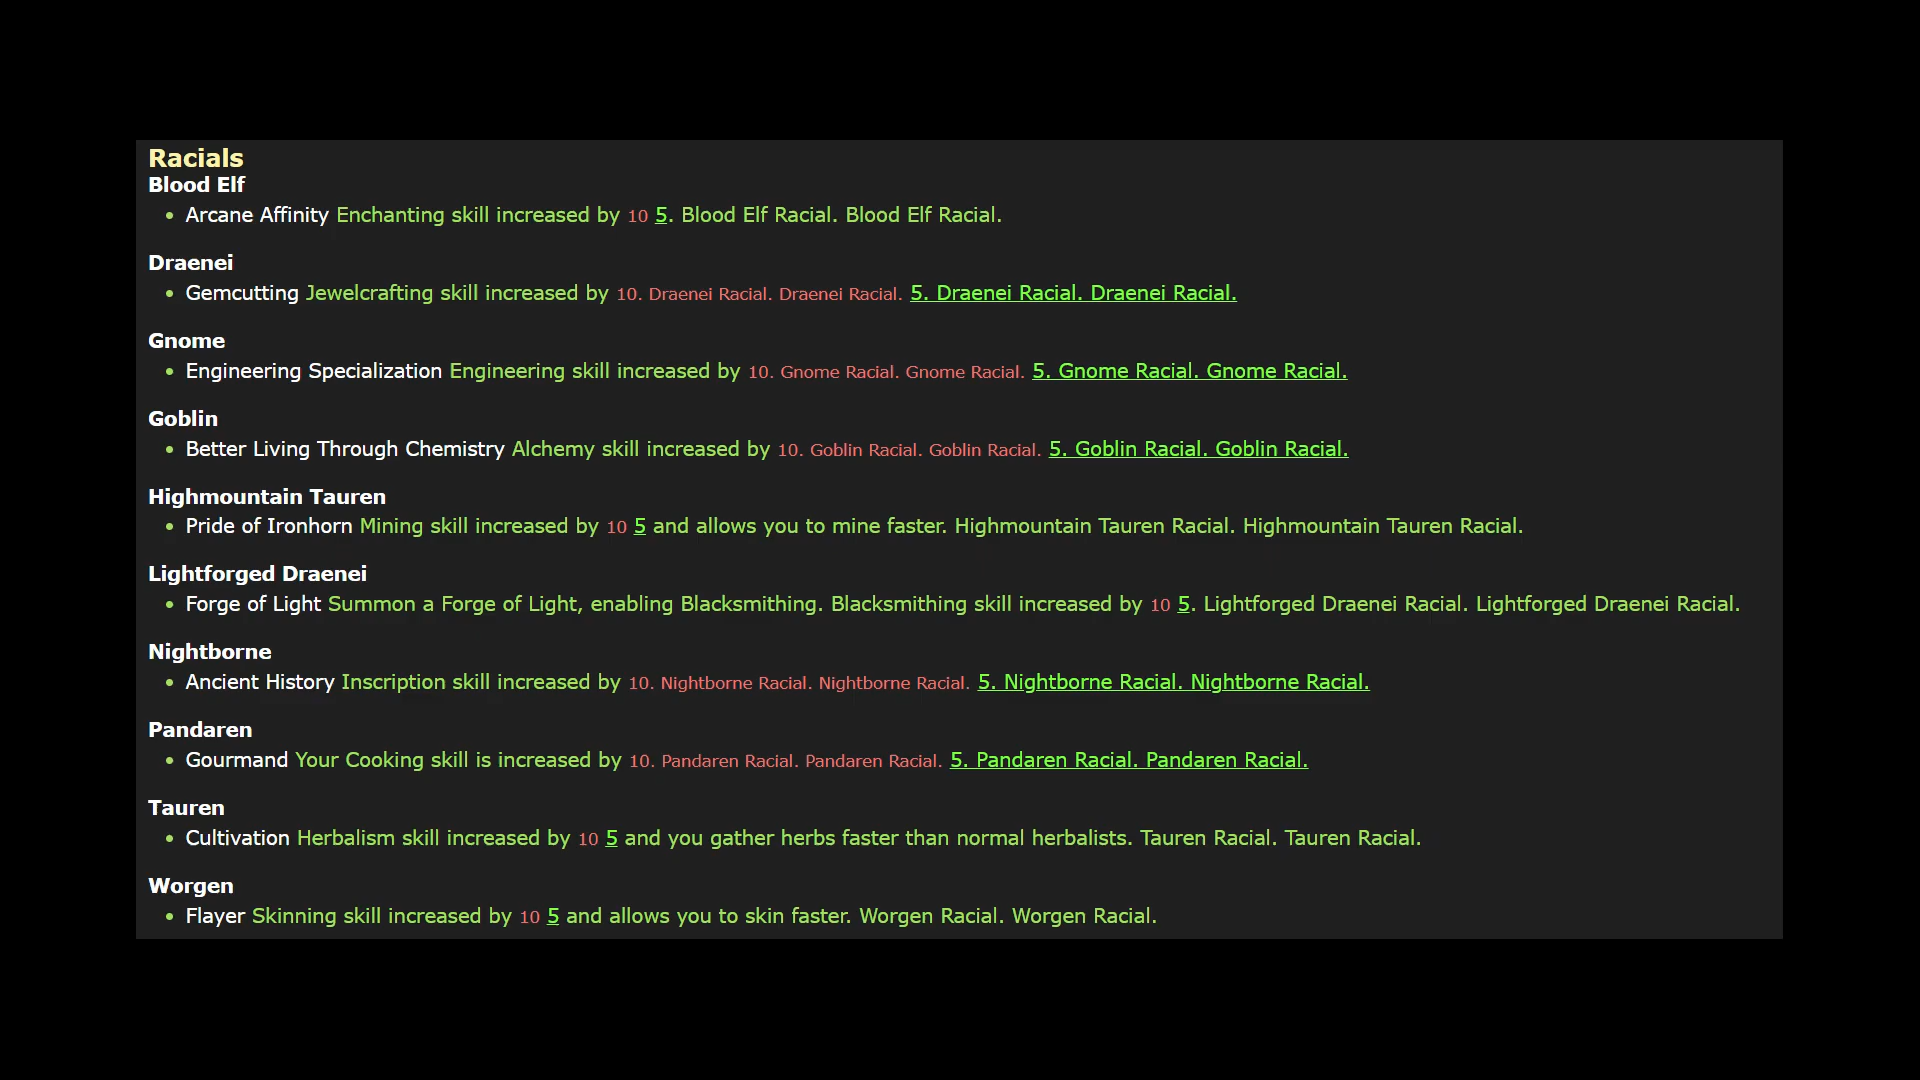 Racials
Blood Elf
• Arcane Affinity Enchanting skill increased by 10 5. Blood Elf Racial. Blood Elf Racial.
Draenei
• Gemcutting Jewelcrafting skill increased by 10. Draenei Racial. Draenei Racial. 5. Draenei Racial. Draenei Racial.
Gnome
• Engineering Specialization Engineering skill increased by 10. Gnome Racial. Gnome Racial. 5. Gnome Racial. Gnome Racial.
Goblin
• Better Living Through Chemistry Alchemy skill increased by 10. Goblin Racial. Goblin Racial. 5. Goblin Racial. Goblin Racial.
Highmountain Tauren
• Pride of Ironhorn Mining skill increased by 10 5 and allows you to mine faster. Highmountain Tauren Racial. Highmountain Tauren Racial.
Lightforged Draenei
• Forge of Light Summon a Forge of Light, enabling Blacksmithing. Blacksmithing skill increased by 10 5. Lightforged Draenei Racial. Lightforged Draenei Racial.
Nightborne
• Ancient History Inscription skill increased by 10. Nightborne Racial. Nightborne Racial. 5. Nightborne Racial. Nightborne Racial.
Pandaren
• Gourmand Your Cooking skill is increased by 10. Pandaren Racial. Pandaren Racial. 5. Pandaren Racial. Pandaren Racial.
Tauren
• Cultivation Herbalism skill increased by 10 5 and you gather herbs faster than normal herbalists. Tauren Racial. Tauren Racial.
Worgen
• Flayer Skinning skill increased by 10 5 and allows you to skin faster. Worgen Racial. Worgen Racial.